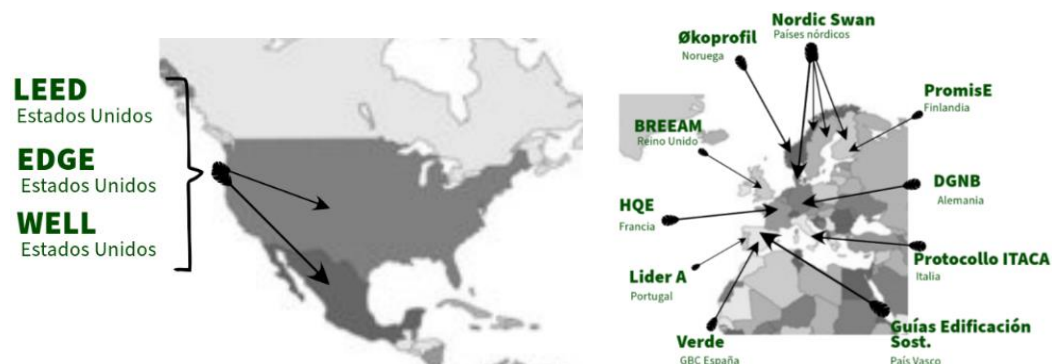 LEED
Estados Unidos
EDGE
Estados Unidos
WELL
Estados Unidos
Nordic Swan
Países nórdicos
Økoprofil
Noruega
PromisE
Finlandia
BREEAM
Reino Unido
DGNB
Alemania
HQE
Francia
Protocollo ITACA
Italia
Lider A
Portugal
Guías Edificación
Sost.
País Vasco
Verde
GBC España